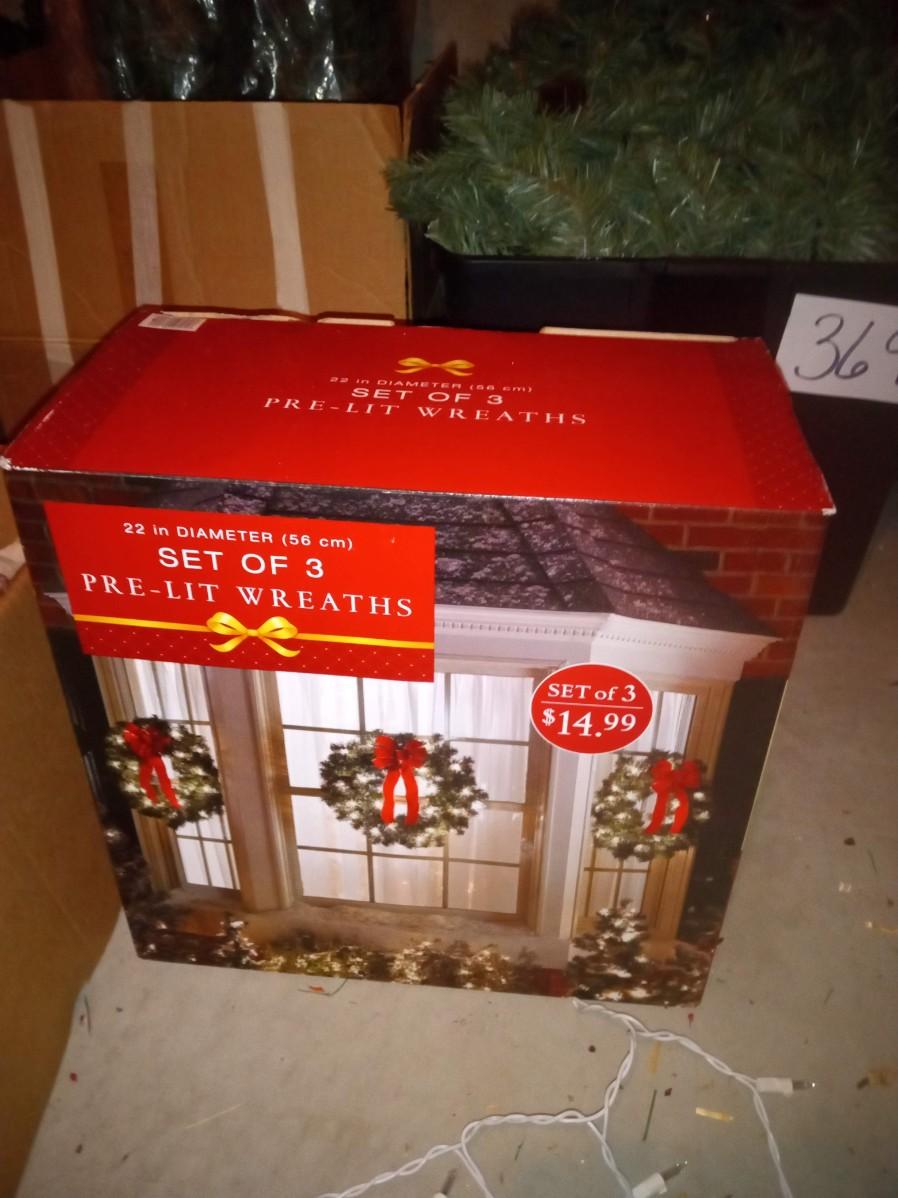 22 in DIAMETER (56 cm)
SET OF 3
PRE-LIT WREATHS
22 in DIAMETER (56 cm)
SET OF 3
PRE-LIT WREATHS
SET of 3
$14.99